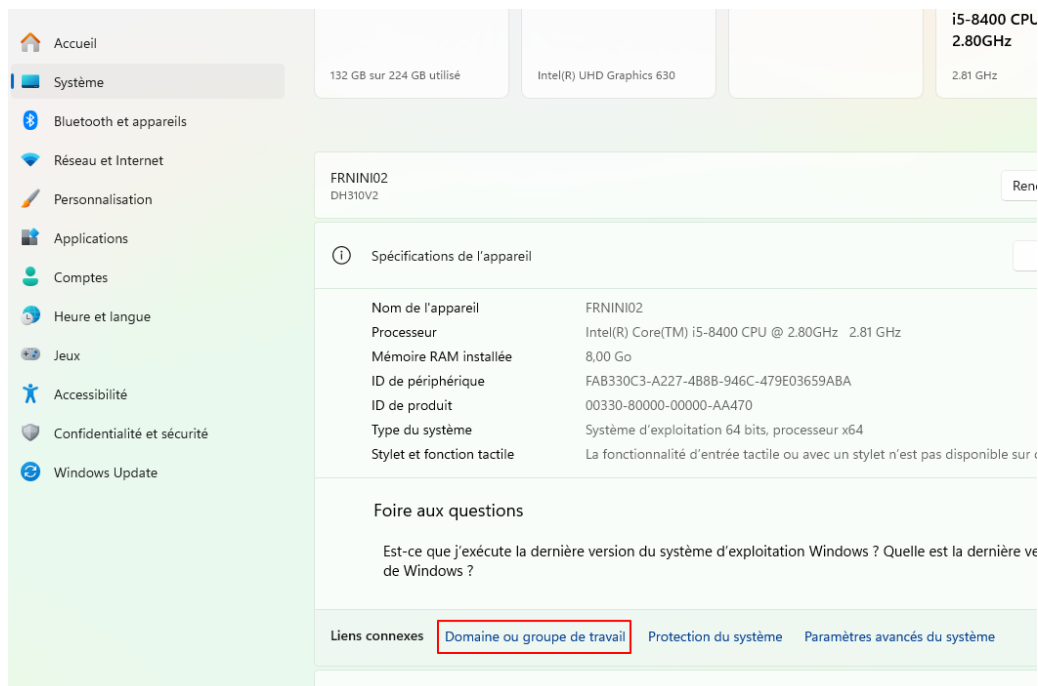 i5-8400 CPU
2.80GHz
132 GB sur 224 GB utilisé
Intel(R) UHD Graphics 630
2.81 GHz
Accueil
Système
Bluetooth et appareils
Réseau et Internet
Personnalisation
Applications
Comptes
Heure et langue
Jeux
Accessibilité
Confidentialité et sécurité
Windows Update
FRNINI02
DH310V2
Spécifications de l'appareil
Nom de l'appareil FRNINI02
Processeur Intel(R) Core(TM) i5-8400 CPU @ 2.80GHz 2.81 GHz
Mémoire RAM installée 8,00 Go
ID de périphérique FAB330C3-A227-4B8B-946C-479E03659ABA
ID de produit 00330-80000-00000-AA470
Type du système Système d'exploitation 64 bits, processeur x64
Stylet et fonction tactile La fonctionnalité d'entrée tactile ou avec un stylet n'est pas disponible sur
Foire aux questions
Est-ce que j'exécute la dernière version du système d'exploitation Windows ? Quelle est la dernière
de Windows ?
Liens connexes Domaine ou groupe de travail Protection du système Paramètres avancés du système